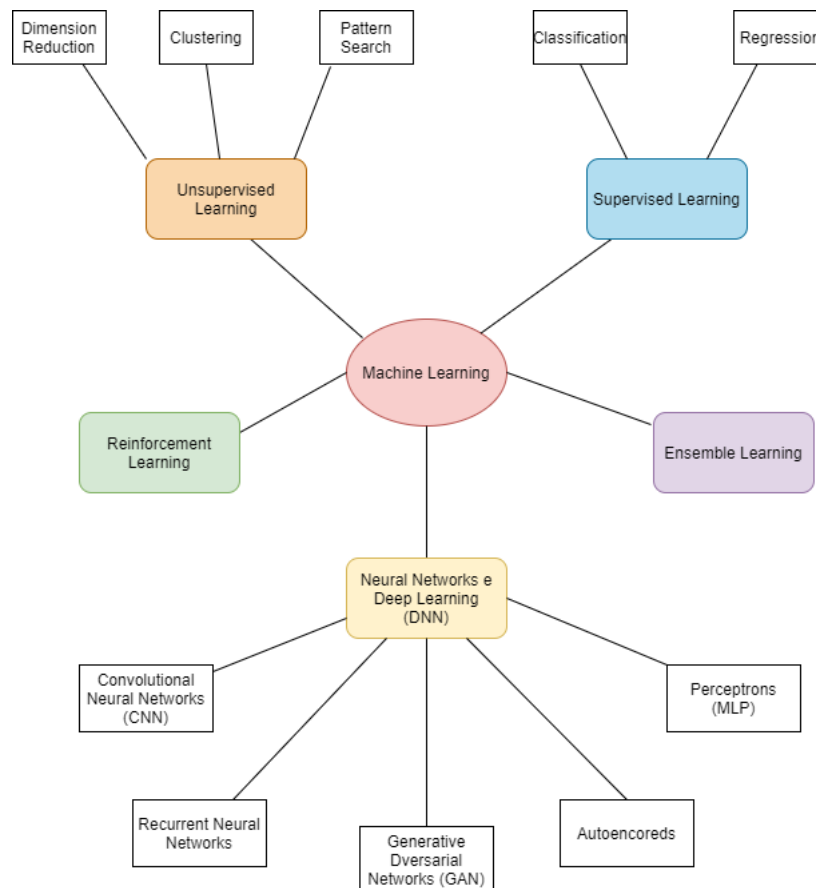 Dimension
Reduction
Clustering
Pattern
Search
Classification
Regression
Unsupervised
Learning
Supervised Learning
Machine Learning
Reinforcement
Learning
Ensemble Learning
Neural Networks e
Deep Learning
(DNN)
Convolutional
Neural Networks
(CNN)
Perceptrons
(MLP)
Recurrent Neural
Networks
Generative
Dversarial
Networks (GAN)
Autoencoreds